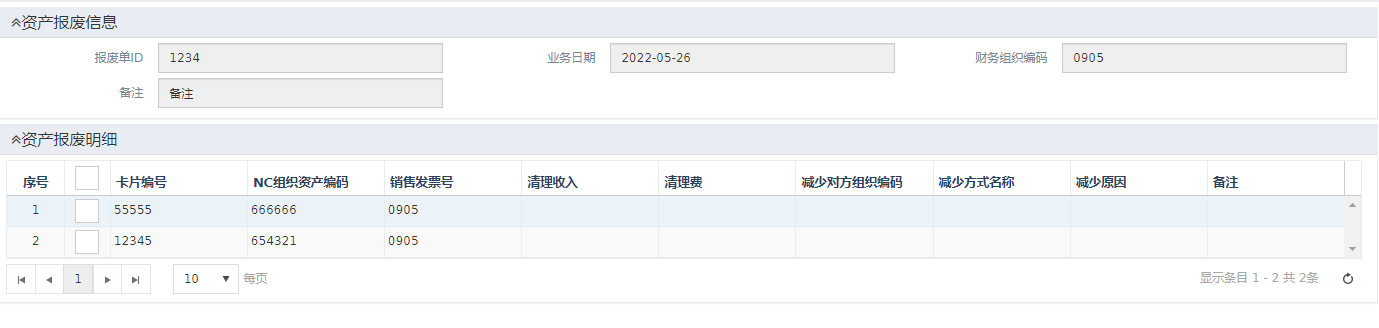 资产报废信息
报废单ID 1234 业务日期 2022-05-26 财务组织编码 0905
备注 备注
资产报废明细
序号 卡片编号 NC组织资产编码 销售发票号 清理收入 清理费 减少对方组织编码 减少方式名称 减少原因 备注
1 55555 666666 0905
2 12345 654321 0905
1 10 每页 显示条目 1 - 2 共 2条